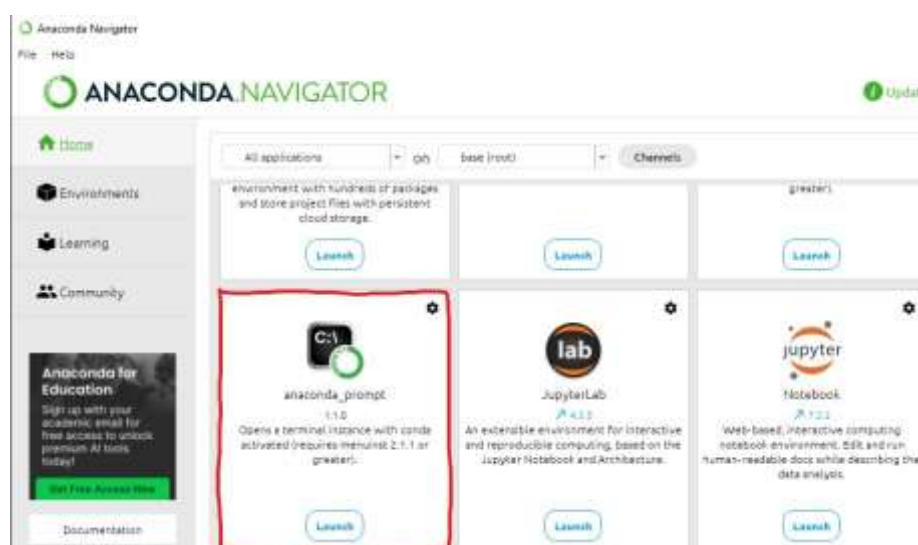 Anaconda Navigator
File Help
ANACONDA.NAVIGATOR
Updat
Home
Environments
Learning
Community
Anaconda for
Education
Sign up with your
academic email for
free access to unlock
premium AI tools
today!
Get Free Access Now
Documentation
All applications on base (root) Channels
environment with hundreds of packages
and store project files with persistent
cloud storage.
Launch
Launch
greater).
Launch
C:\
anaconda_prompt
1.1.0
Opens a terminal instance with conda
activated (requires menuinst 2.1.1 or
greater).
Launch
lab
JupyterLab
An extensible environment for interactive
and reproducible computing, based on the
Jupyter Notebook and Architecture.
Launch
jupyter
Notebook
Web-based, interactive computing
notebook environment. Edit and run
human-readable docs while describing the
data analysis.
Launch